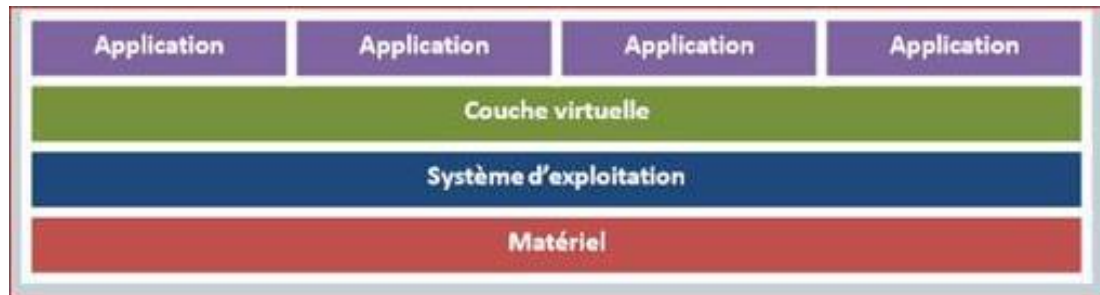 Application Application Application Application
Couche virtuelle
Système d'exploitation
Matériel